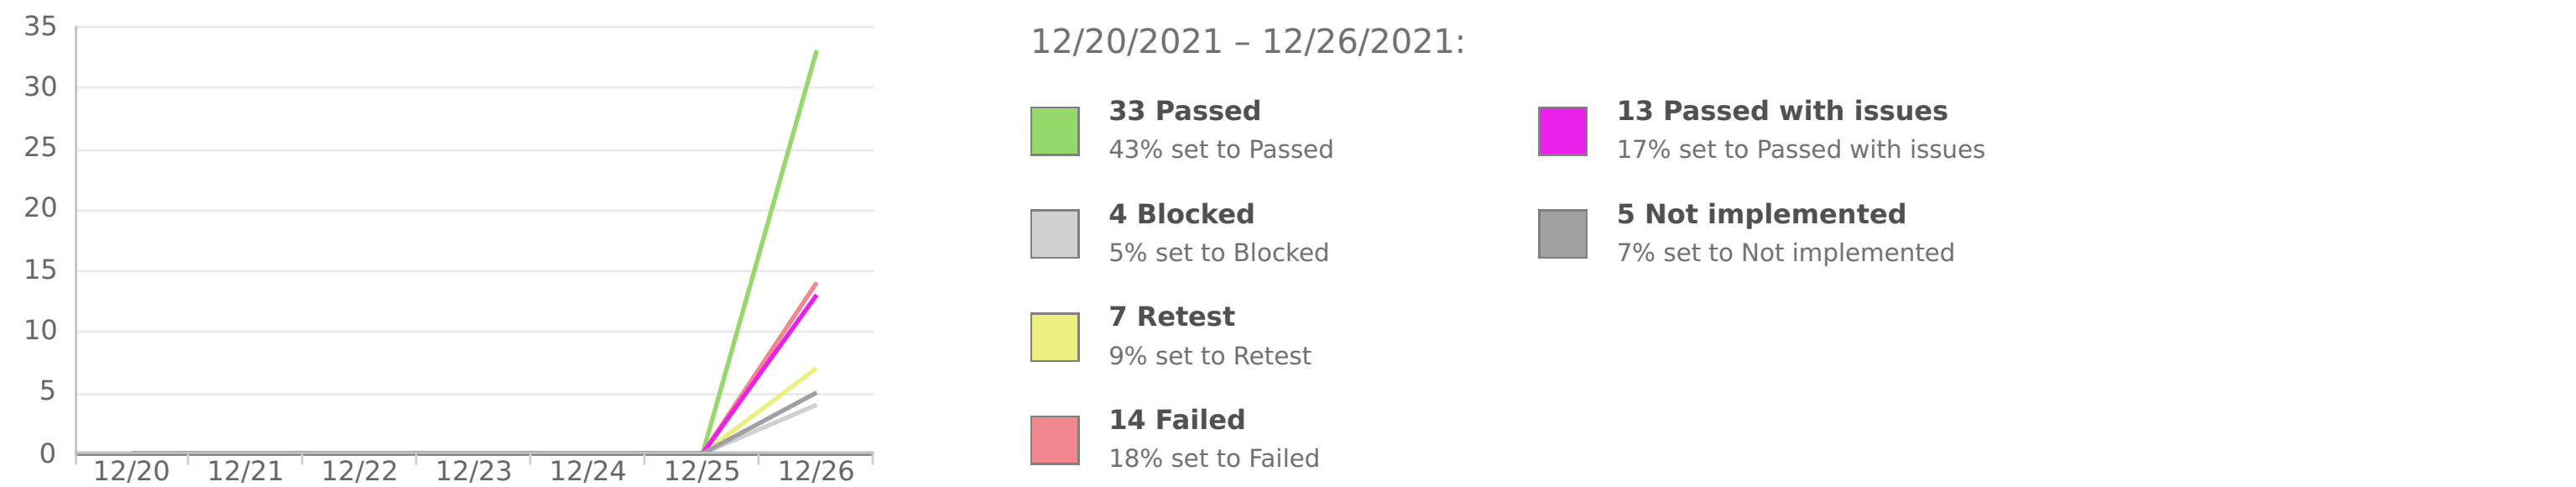 35
30
25
20
15
10
5
0
12/20 12/21 12/22 12/23 12/24 12/25 12/26
12/20/2021 – 12/26/2021:
33 Passed
43% set to Passed
4 Blocked
5% set to Blocked
7 Retest
9% set to Retest
14 Failed
18% set to Failed
13 Passed with issues
17% set to Passed with issues
5 Not implemented
7% set to Not implemented